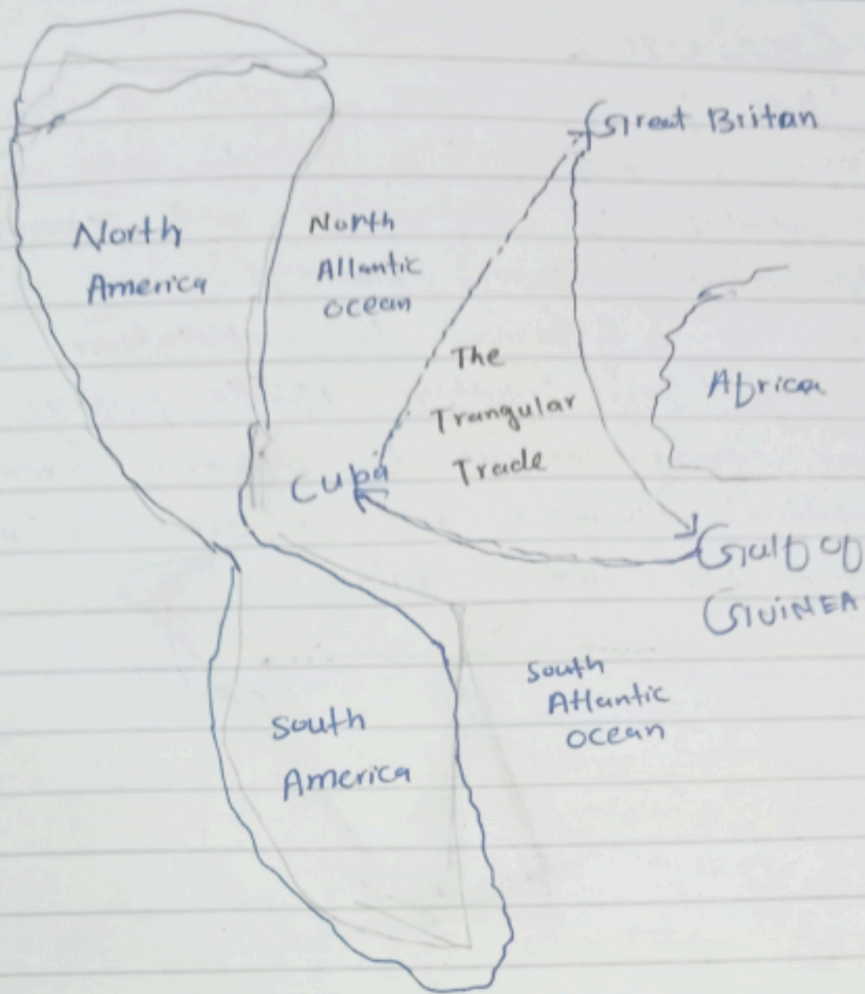 Great Britan
North
America
North
Allantic
ocean
The
Trangular
Trade
Africa
Cuba
Gulf of
GUINEA
South
America
South
Atlantic
ocean